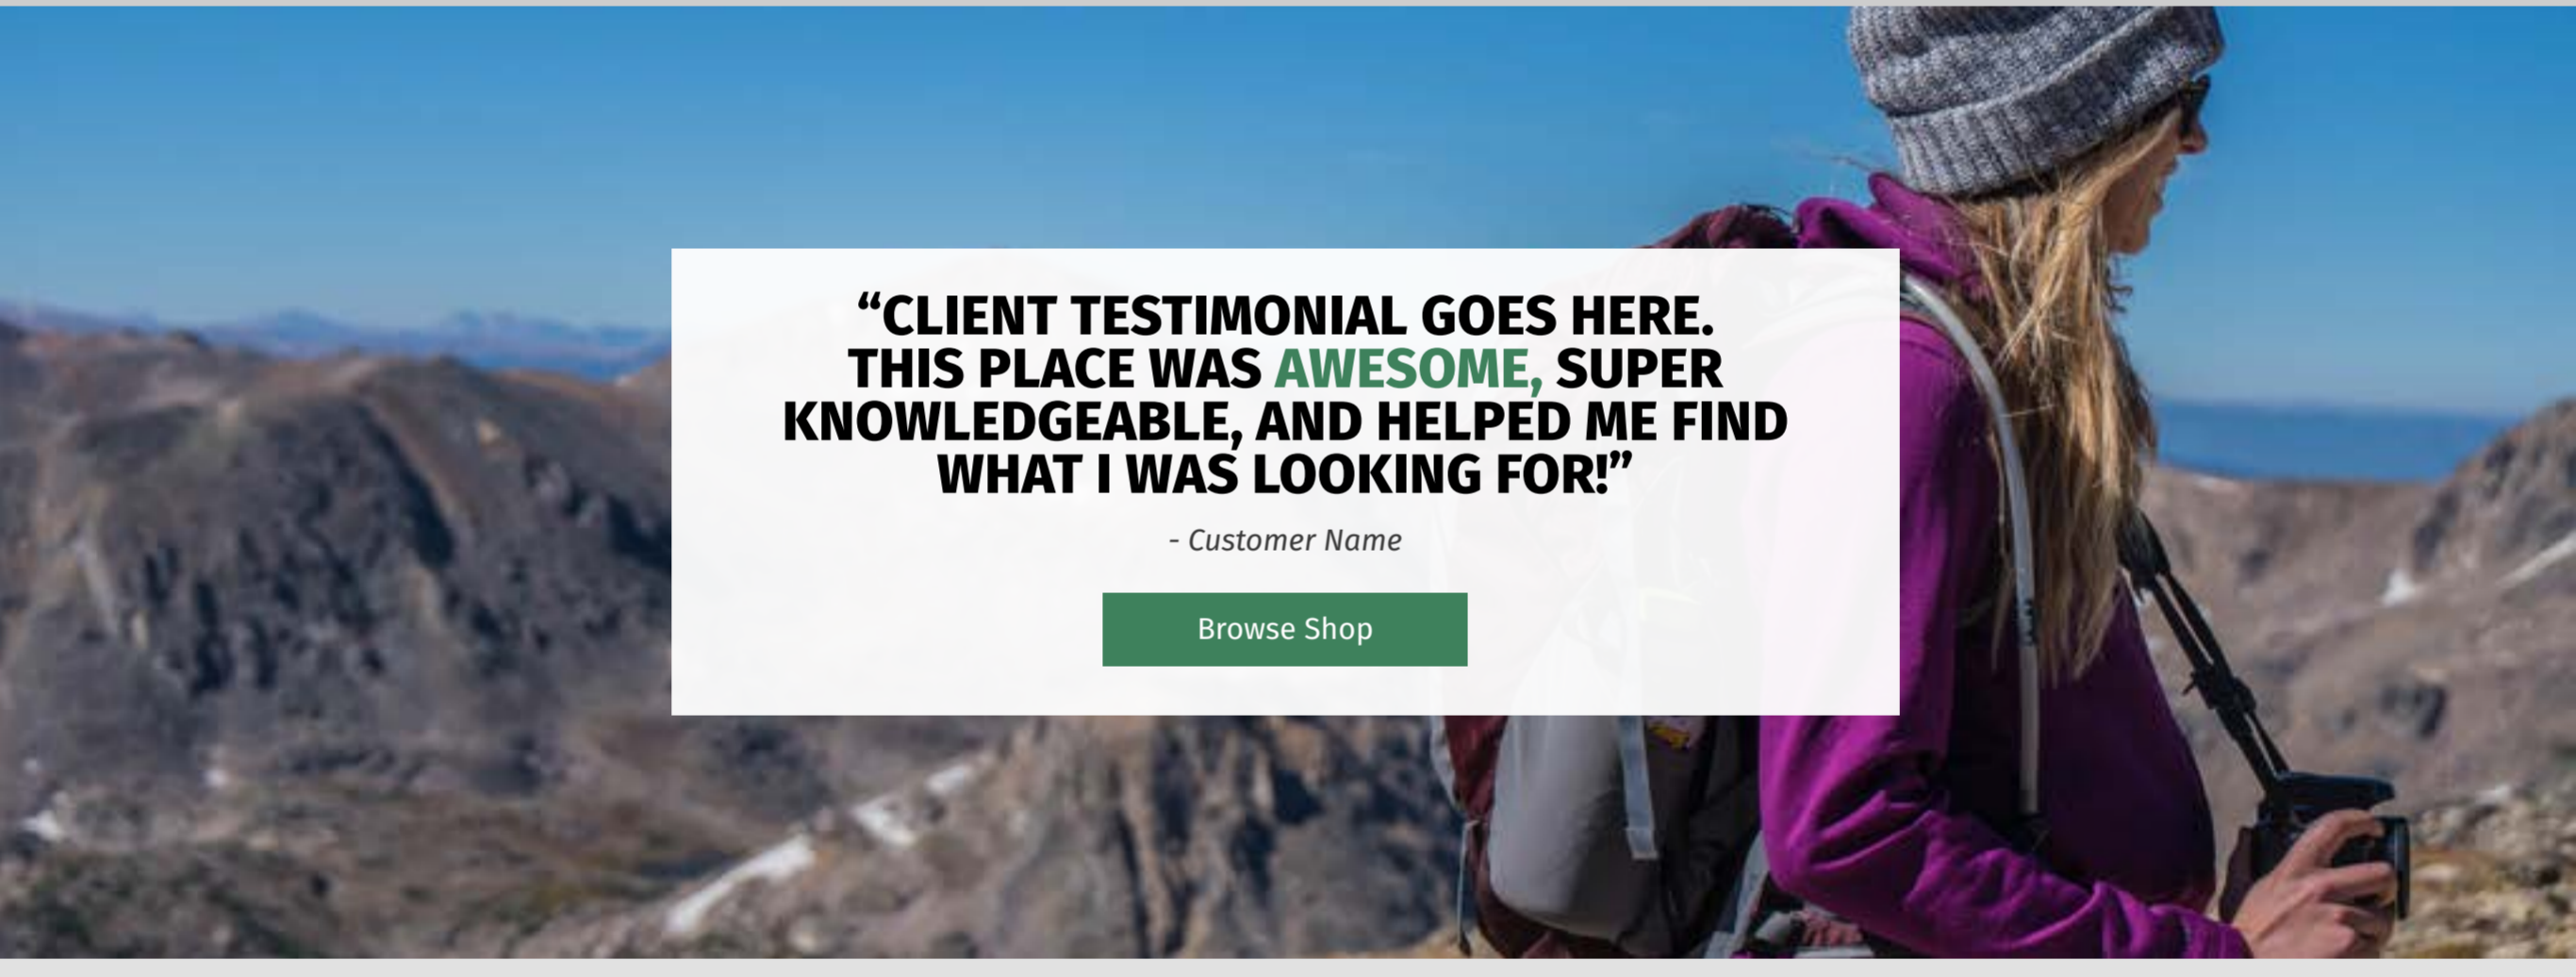 “CLIENT TESTIMONIAL GOES HERE.
THIS PLACE WAS AWESOME, SUPER
KNOWLEDGEABLE, AND HELPED ME FIND
WHAT I WAS LOOKING FOR!”
- Customer Name
Browse Shop